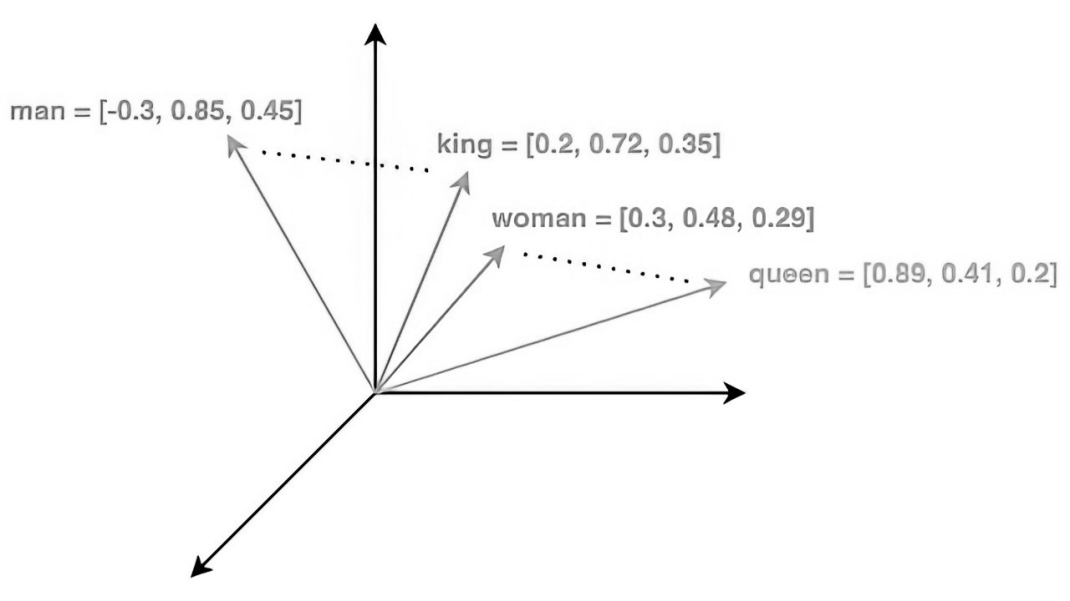 man = [-0.3, 0.85, 0.45]
king = [0.2, 0.72, 0.35]
woman = [0.3, 0.48, 0.29]
queen = [0.89, 0.41, 0.2]